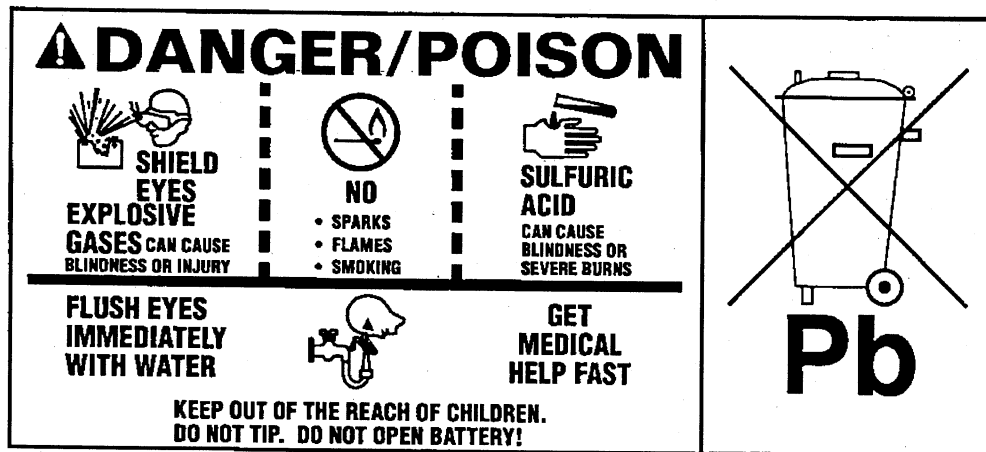 DANGER/POISON
SHIELD
EYES
EXPLOSIVE
GASES CAN CAUSE
BLINDNESS OR INJURY
NO
• SPARKS
• FLAMES
• SMOKING
SULFURIC
ACID
CAN CAUSE
BLINDNESS OR
SEVERE BURNS
FLUSH EYES
IMMEDIATELY
WITH WATER
GET
MEDICAL
HELP FAST
KEEP OUT OF THE REACH OF CHILDREN.
DO NOT TIP. DO NOT OPEN BATTERY!
Pb